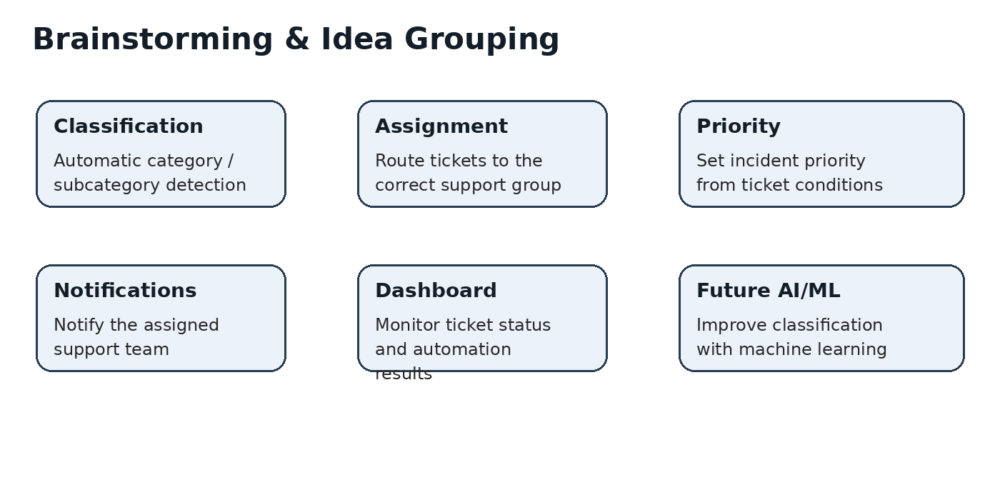 Brainstorming & Idea Grouping
Classification
Automatic category /
subcategory detection
Assignment
Route tickets to the
correct support group
Priority
Set incident priority
from ticket conditions
Notifications
Notify the assigned
support team
Dashboard
Monitor ticket status
and automation
results
Future AI/ML
Improve classification
with machine learning